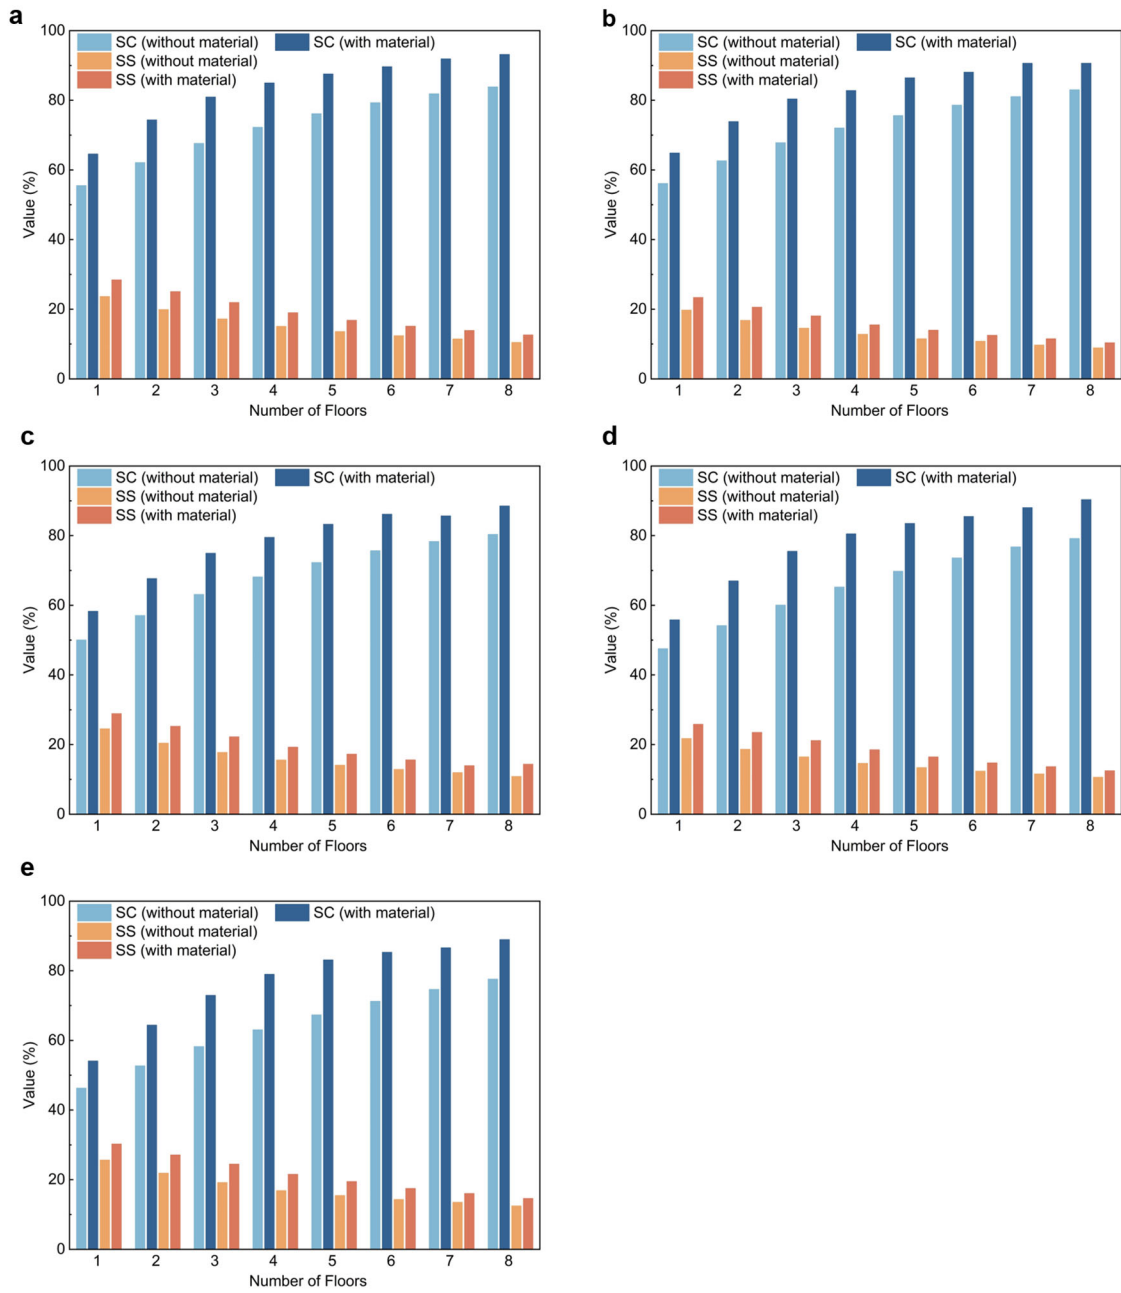 a
100
80
60
40
20
0
Value (%)
SC (without material) SC (with material)
SS (without material)
SS (with material)
1 2 3 4 5 6 7 8
Number of Floors
b
100
80
60
40
20
0
Value (%)
SC (without material) SC (with material)
SS (without material)
SS (with material)
1 2 3 4 5 6 7 8
Number of Floors
c
100
80
60
40
20
0
Value (%)
SC (without material) SC (with material)
SS (without material)
SS (with material)
1 2 3 4 5 6 7 8
Number of Floors
d
100
80
60
40
20
0
Value (%)
SC (without material) SC (with material)
SS (without material)
SS (with material)
1 2 3 4 5 6 7 8
Number of Floors
e
100
80
60
40
20
0
Value (%)
SC (without material) SC (with material)
SS (without material)
SS (with material)
1 2 3 4 5 6 7 8
Number of Floors